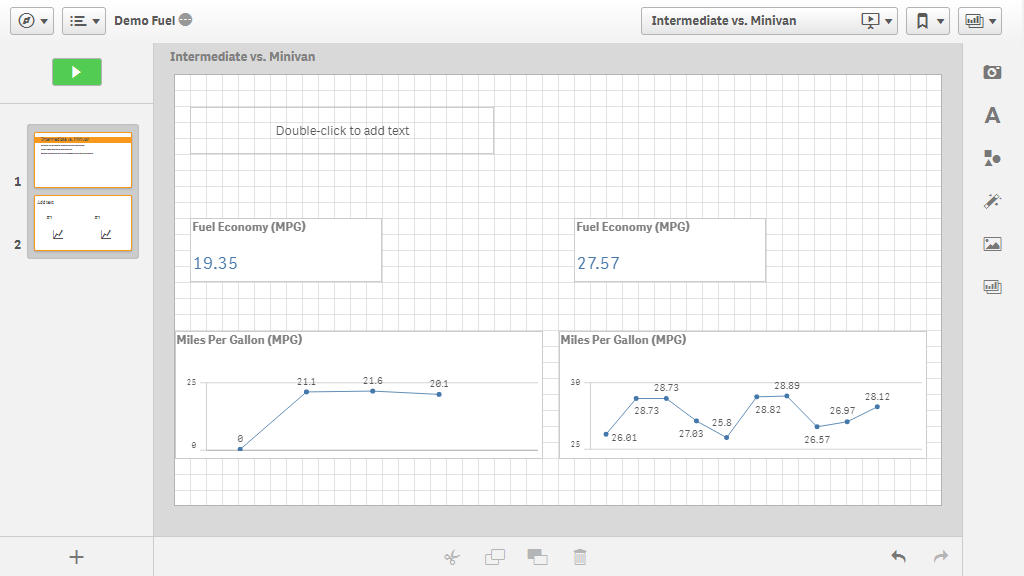 Demo Fuel
Intermediate vs. Minivan
Intermediate vs. Minivan
1
Add text
2
Double-click to add text
Fuel Economy (MPG)
19.35
Fuel Economy (MPG)
27.57
Miles Per Gallon (MPG)
25
0
0
21.1
21.6
20.1
Miles Per Gallon (MPG)
30
25
26.01
28.73
28.73
27.03
25.8
28.82
28.89
26.57
26.97
28.12
A